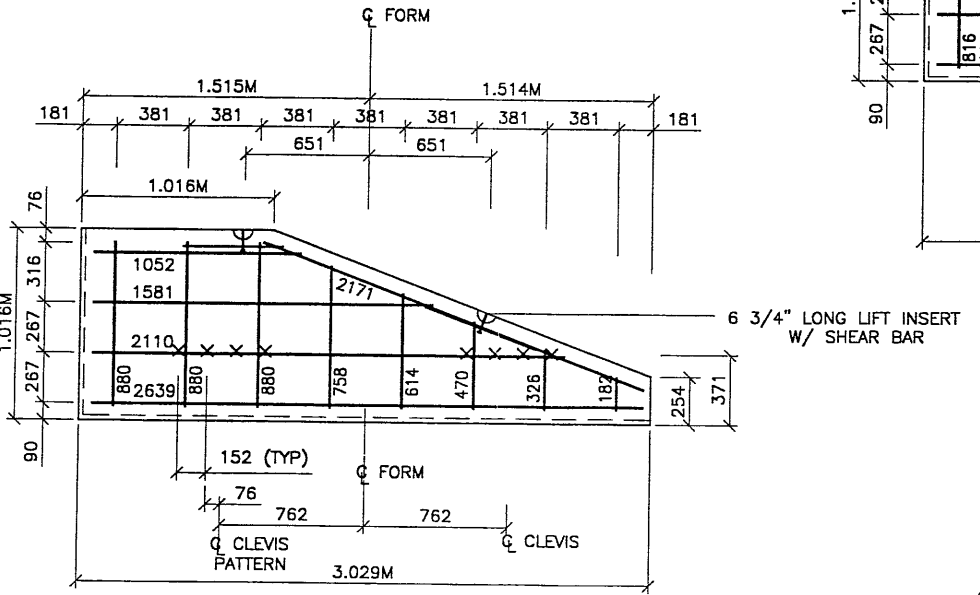 ℄ FORM
1.515M 1.514M
181 381 381 381 381 381 381 381 181
651 651
1.016M
76
316
267
267
90
1.016M
1052
1581
2110
2639
2171
880
880
880
758
614
470
326
182
6 3/4" LONG LIFT INSERT
W/ SHEAR BAR
254
371
152 (TYP)
℄ FORM
76
762 762
℄ CLEVIS
PATTERN
℄ CLEVIS
3.029M
267
816
90